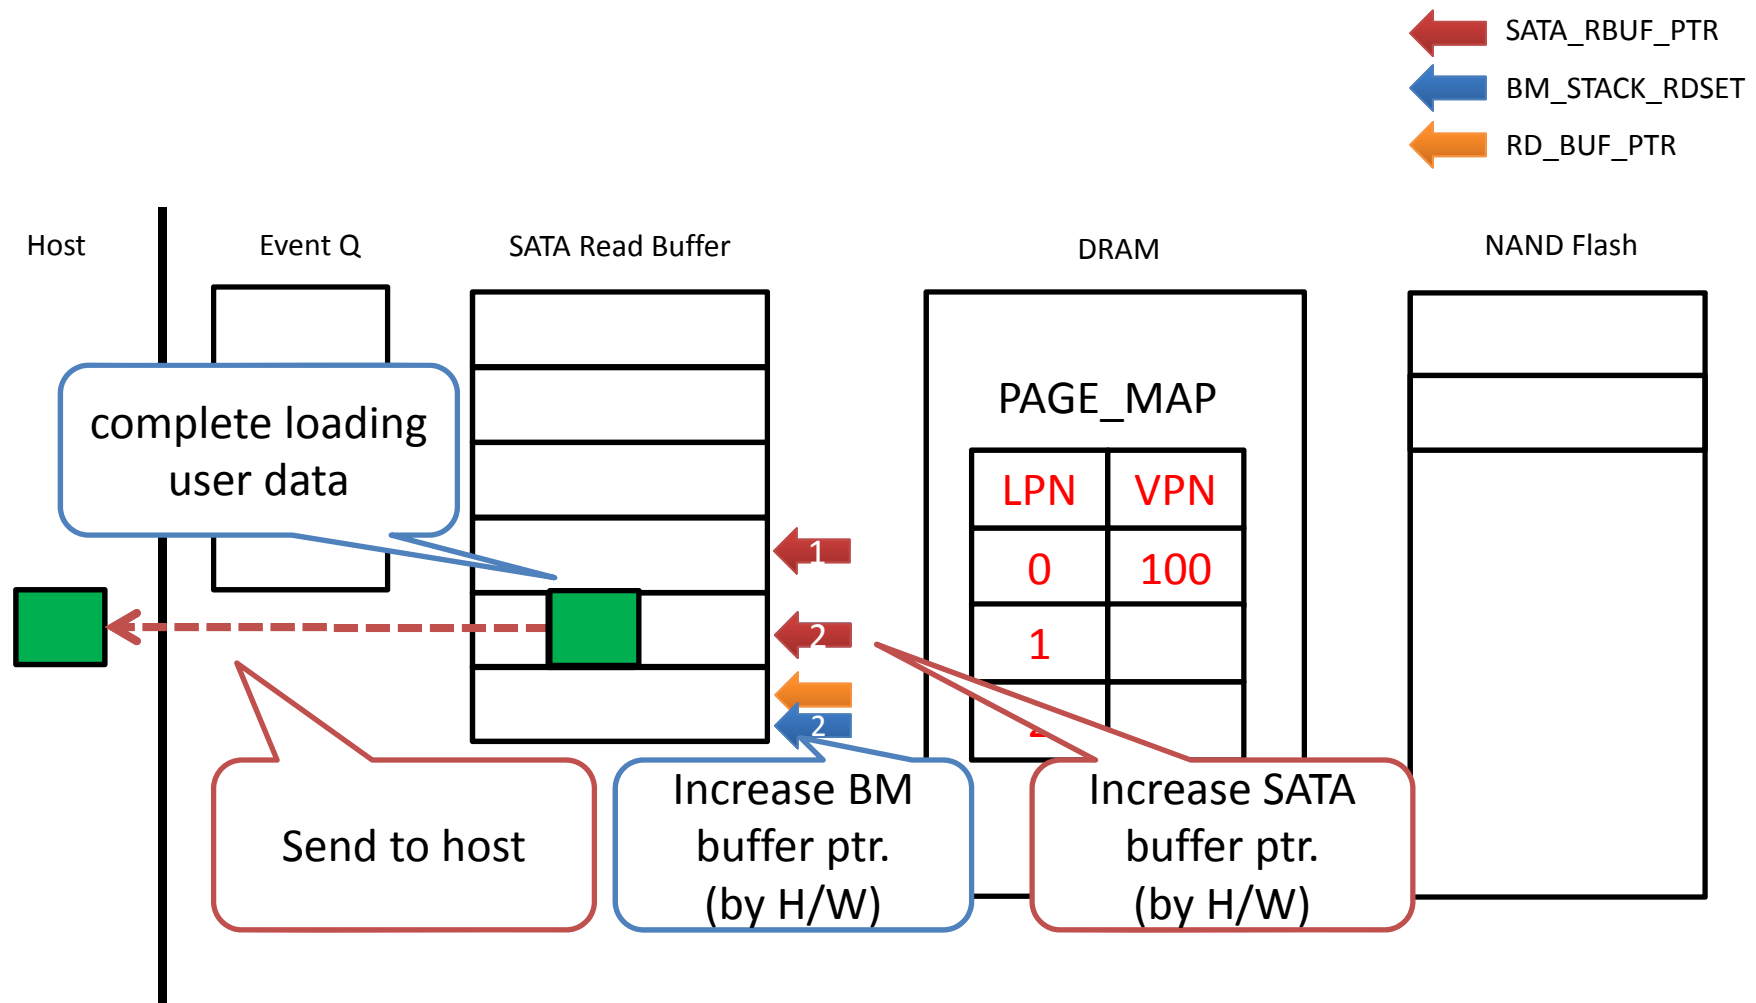 SATA_RBUF_PTR
BM_STACK_RDSET
RD_BUF_PTR
Host
Event Q
SATA Read Buffer
DRAM
NAND Flash
complete loading
user data
PAGE_MAP
LPN VPN
0 100
1
1
2
2
Send to host
Increase BM
buffer ptr.
(by H/W)
Increase SATA
buffer ptr.
(by H/W)